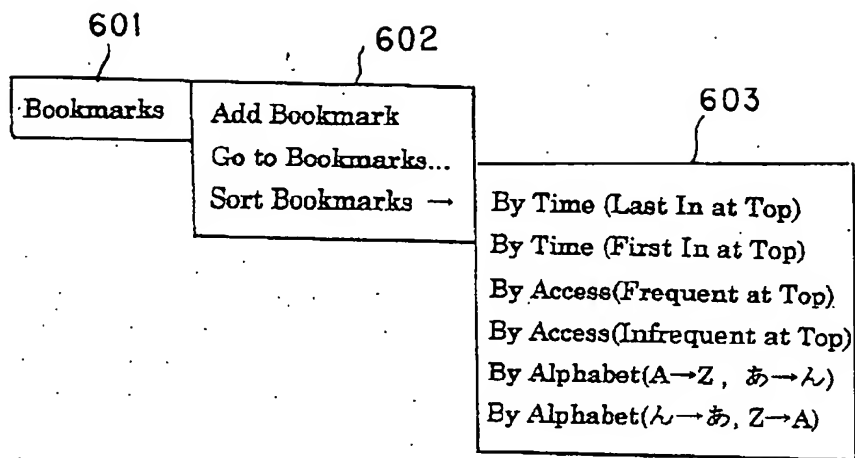 601
602
603
Bookmarks
Add Bookmark
Go to Bookmarks...
Sort Bookmarks →
By Time (Last In at Top)
By Time (First In at Top)
By Access(Frequent at Top)
By Access(Infrequent at Top)
By Alphabet(A→Z , あ→ん)
By Alphabet(ん→あ, Z→A)